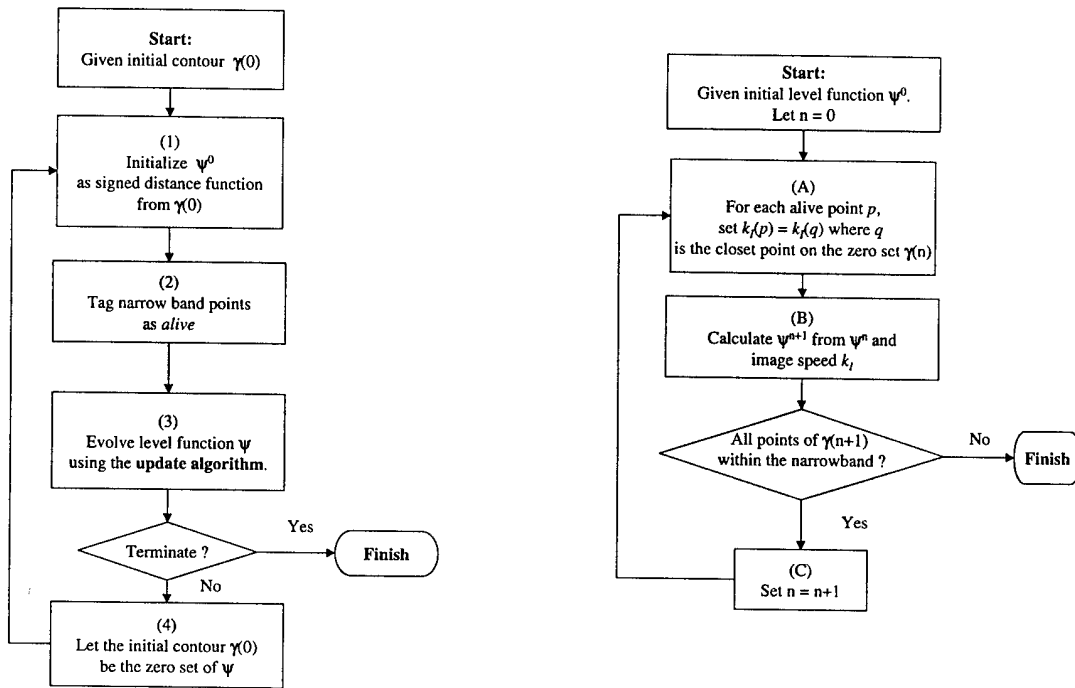 Start:
Given initial contour γ(0)
(1)
Initialize ψ⁰
as signed distance function
from γ(0)
(2)
Tag narrow band points
as alive
(3)
Evolve level function ψ
using the update algorithm.
Terminate ?
Yes
Finish
No
(4)
Let the initial contour γ(0)
be the zero set of ψ
Start:
Given initial level function ψ⁰.
Let n = 0
(A)
For each alive point p,
set k_I(p) = k_I(q) where q
is the closet point on the zero set γ(n)
(B)
Calculate ψⁿ⁺¹ from ψⁿ and
image speed k_I
All points of γ(n+1)
within the narrowband ?
No
Finish
Yes
(C)
Set n = n+1